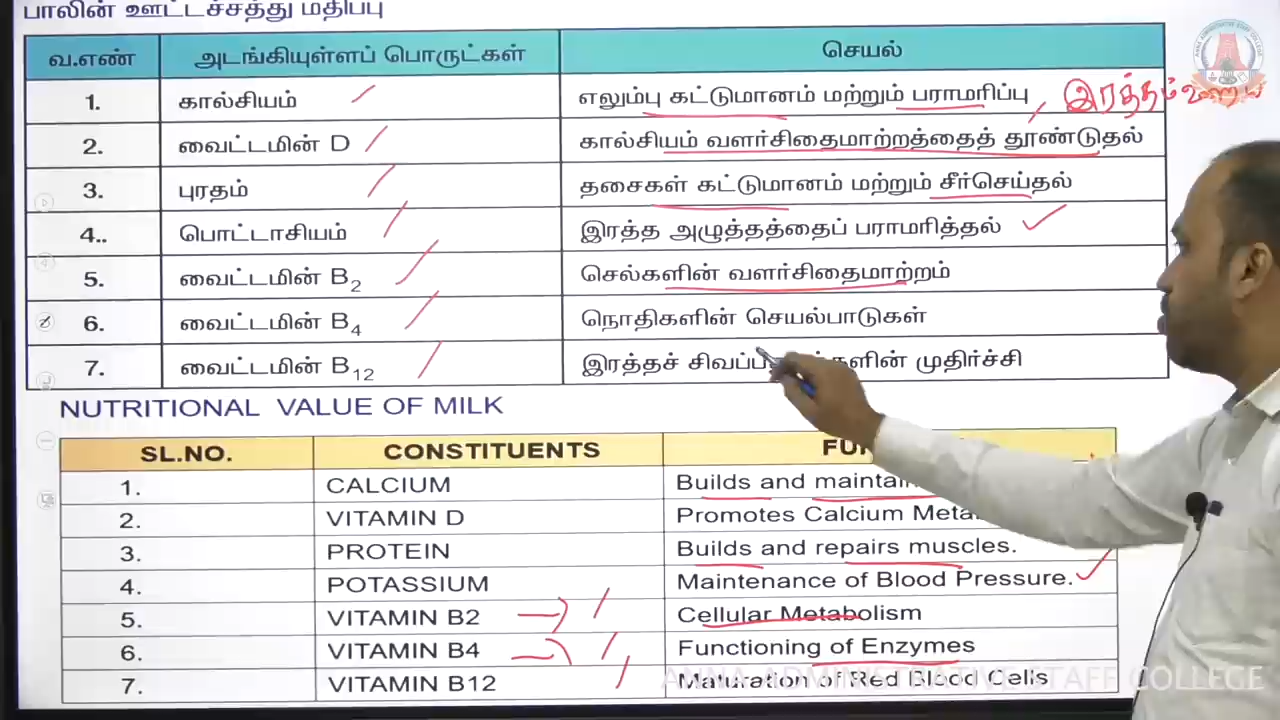 பாலின் ஊட்டச்சத்து மதிப்பு
வ.எண் அடங்கியுள்ளப் பொருட்கள் செயல்
1. கால்சியம் எலும்பு கட்டுமானம் மற்றும் பராமரிப்பு
2. வைட்டமின் D கால்சியம் வளர்சிதைமாற்றத்தைத் தூண்டுதல்
3. புரதம் தசைகள் கட்டுமானம் மற்றும் சீர்செய்தல்
4.. பொட்டாசியம் இரத்த அழுத்தத்தைப் பராமரித்தல்
5. வைட்டமின் B2 செல்களின் வளர்சிதைமாற்றம்
6. வைட்டமின் B4 நொதிகளின் செயல்பாடுகள்
7. வைட்டமின் B12 இரத்தச் முதிர்ச்சி
NUTRITIONAL VALUE OF MILK
SL.NO. CONSTITUENTS
1. CALCIUM Builds and
2. VITAMIN D Promotes Calcium
3. PROTEIN Builds and repairs muscles.
4. POTASSIUM Maintenance of Blood Pressure.
5. VITAMIN B2 Cellular Metabolism
6. VITAMIN B4 Functioning of Enzymes
7. VITAMIN B12 Maturation of Red Blood Cells
ANNA ADMINISTRATIVE STAFF COLLEGE